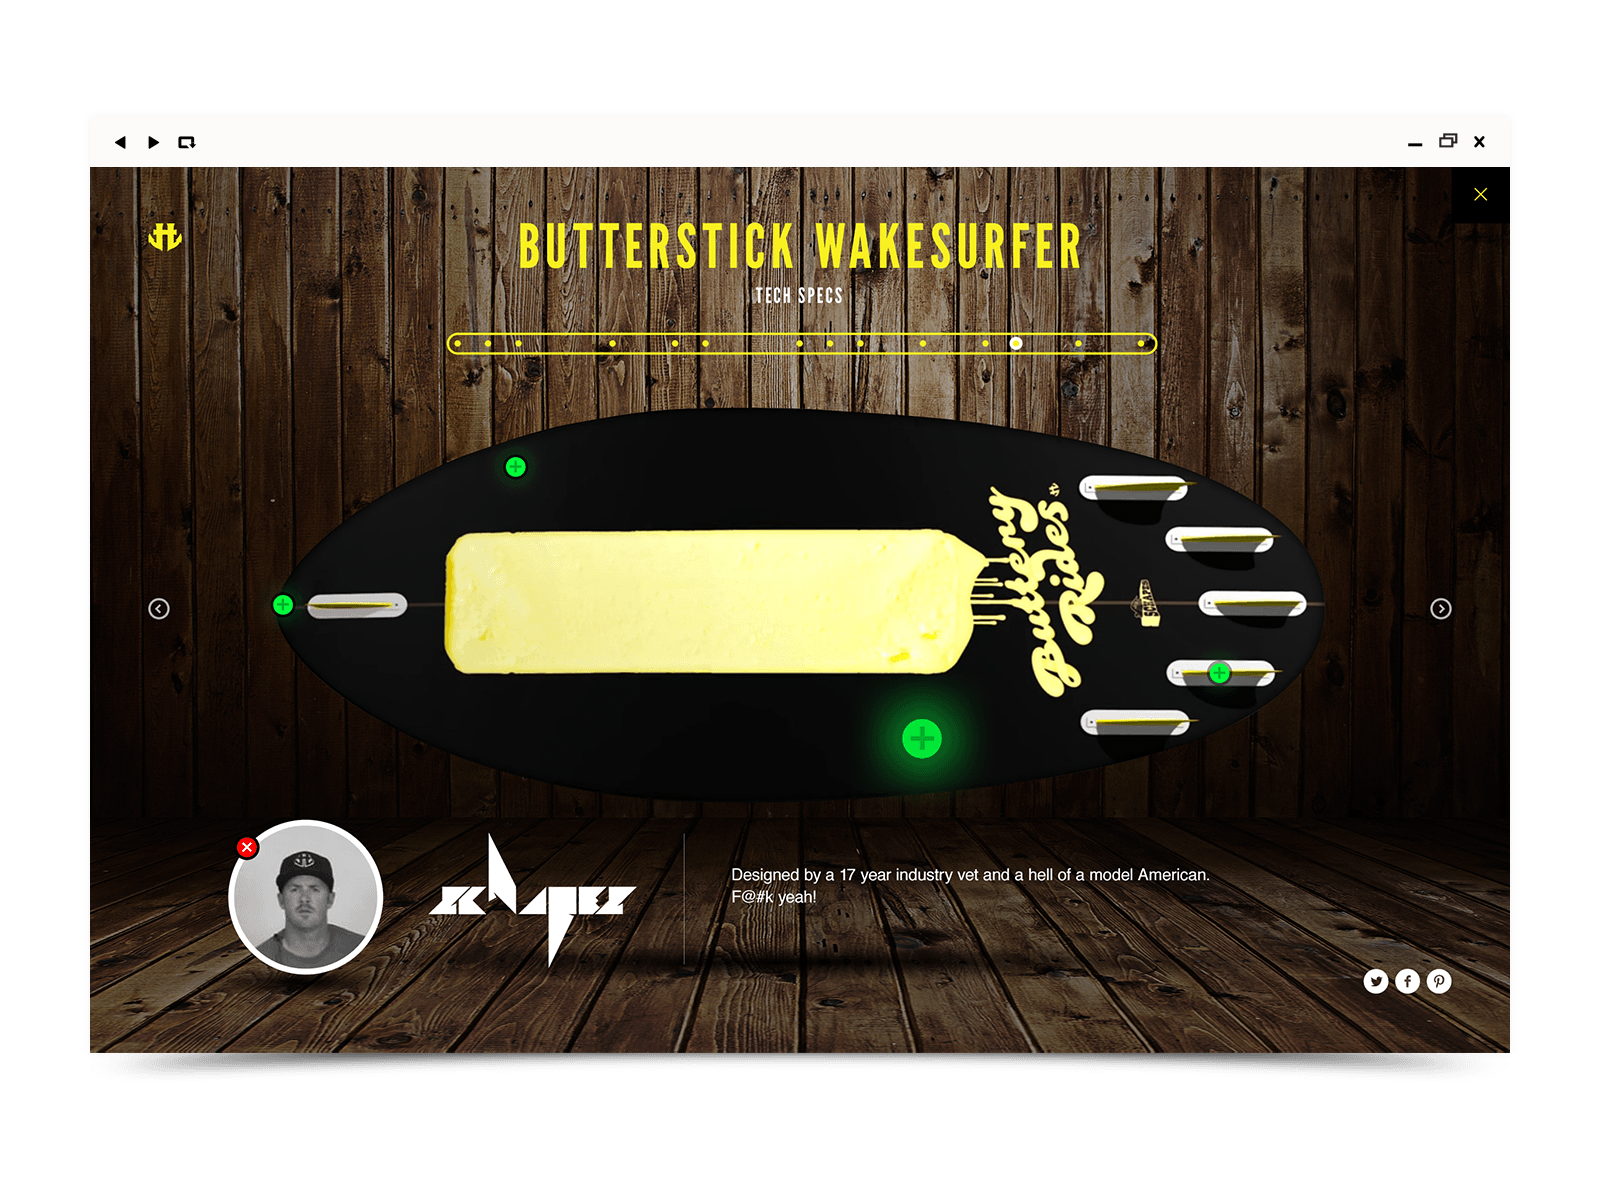 BUTTERSTICK WAKESURFER
TECH SPECS
Buttery
Rides
Designed by a 17 year industry vet and a hell of a model American.
F@#k yeah!